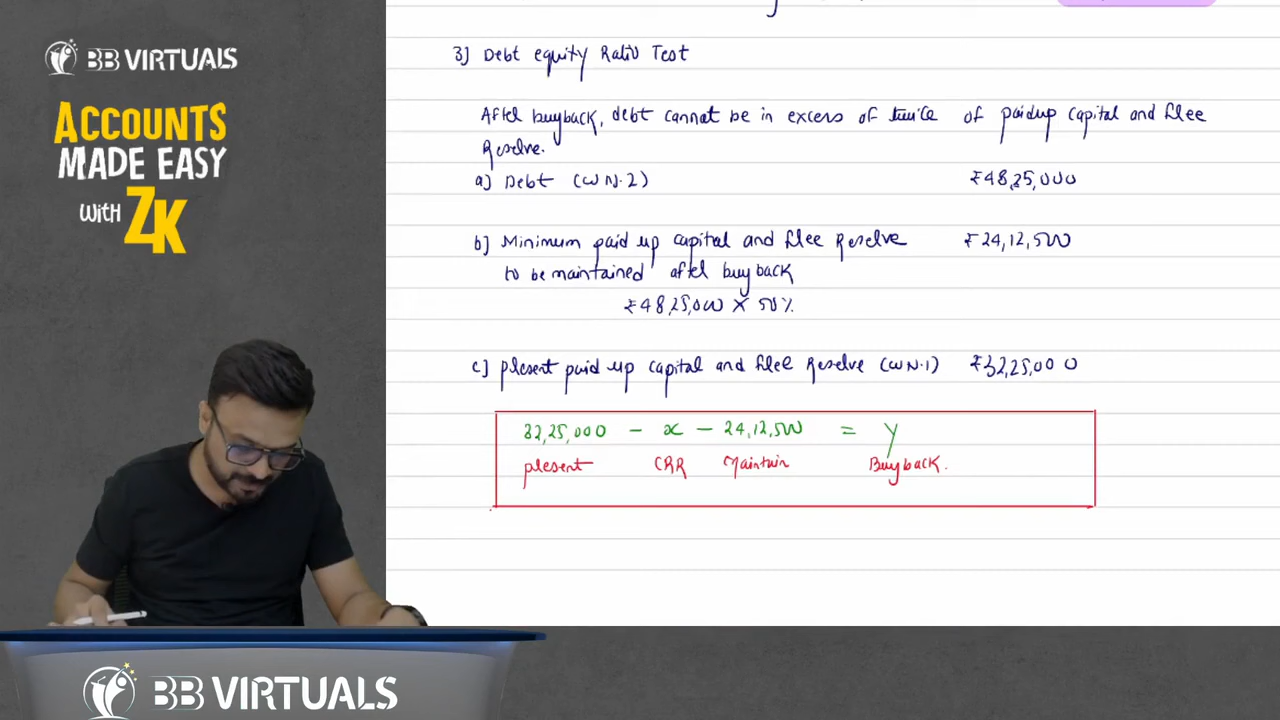 BB VIRTUALS
ACCOUNTS
MADE EASY
WITH ZK
3] Debt equity Ratio Test
After buyback, debt cannot be in excess of twice of paidup capital and free
Reserve.
a] Debt (WN.2) ₹48,25,000
b] Minimum paid up capital and free Reserve ₹24,12,500
to be maintained after buy back
₹48,25,000 × 50%
c] present paid up capital and free Reserve (WN.1) ₹32,25,000
32,25,000 - x - 24,12,500 = y
present CRR Maintain Buyback.
BB VIRTUALS